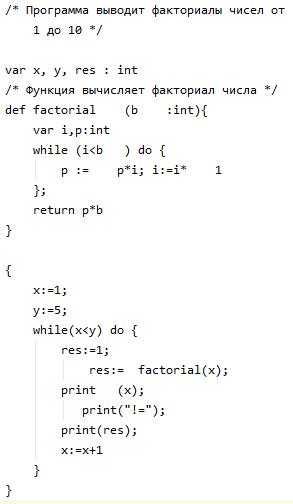 /* Программа выводит факториалы чисел от
1 до 10 */

var x, y, res : int
/* Функция вычисляет факториал числа */
def factorial    (b    :int){
    var i,p:int
    while (i<b   ) do {
        p :=    p*i; i:=i*    1
    };
    return p*b
}

{
    x:=1;
    y:=5;
    while(x<y) do {
        res:=1;
            res:=  factorial(x);
        print   (x);
           print("!=");
        print(res);
        x:=x+1
    }
}